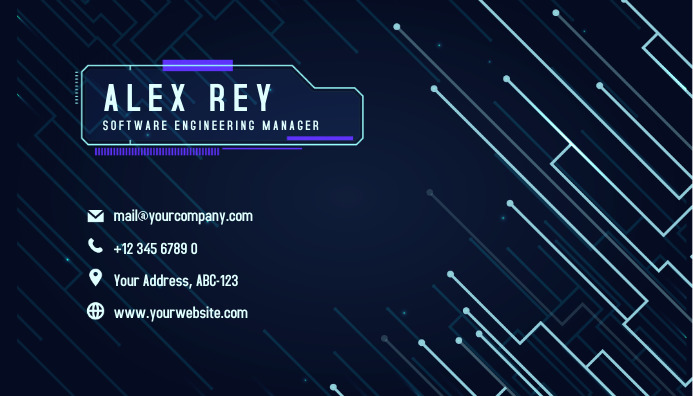 ALEX REY
SOFTWARE ENGINEERING MANAGER
mail@yourcompany.com
+12 345 6789 0
Your Address, ABC-123
www.yourwebsite.com